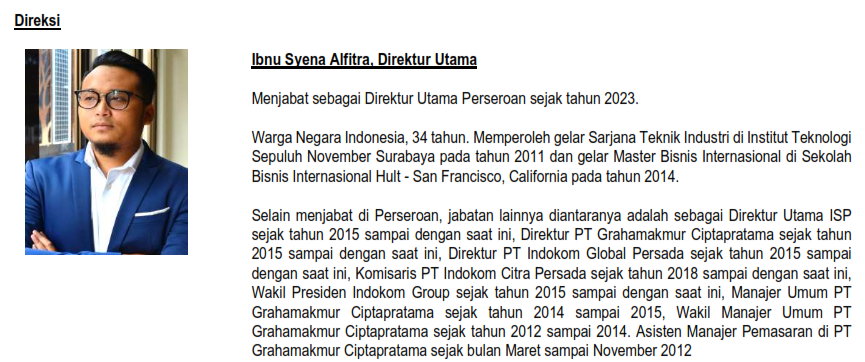 Direksi
Ibnu Syena Alfitra, Direktur Utama
Menjabat sebagai Direktur Utama Perseroan sejak tahun 2023.
Warga Negara Indonesia, 34 tahun. Memperoleh gelar Sarjana Teknik Industri di Institut Teknologi
Sepuluh November Surabaya pada tahun 2011 dan gelar Master Bisnis Internasional di Sekolah
Bisnis Internasional Hult - San Francisco, California pada tahun 2014.
Selain menjabat di Perseroan, jabatan lainnya diantaranya adalah sebagai Direktur Utama ISP
sejak tahun 2015 sampai dengan saat ini, Direktur PT Grahamakmur Ciptapratama sejak tahun
2015 sampai dengan saat ini, Direktur PT Indokom Global Persada sejak tahun 2015 sampai
dengan saat ini, Komisaris PT Indokom Citra Persada sejak tahun 2018 sampai dengan saat ini,
Wakil Presiden Indokom Group sejak tahun 2015 sampai dengan saat ini, Manajer Umum PT
Grahamakmur Ciptapratama sejak tahun 2014 sampai 2015, Wakil Manajer Umum PT
Grahamakmur Ciptapratama sejak tahun 2012 sampai 2014. Asisten Manajer Pemasaran di PT
Grahamakmur Ciptapratama sejak bulan Maret sampai November 2012